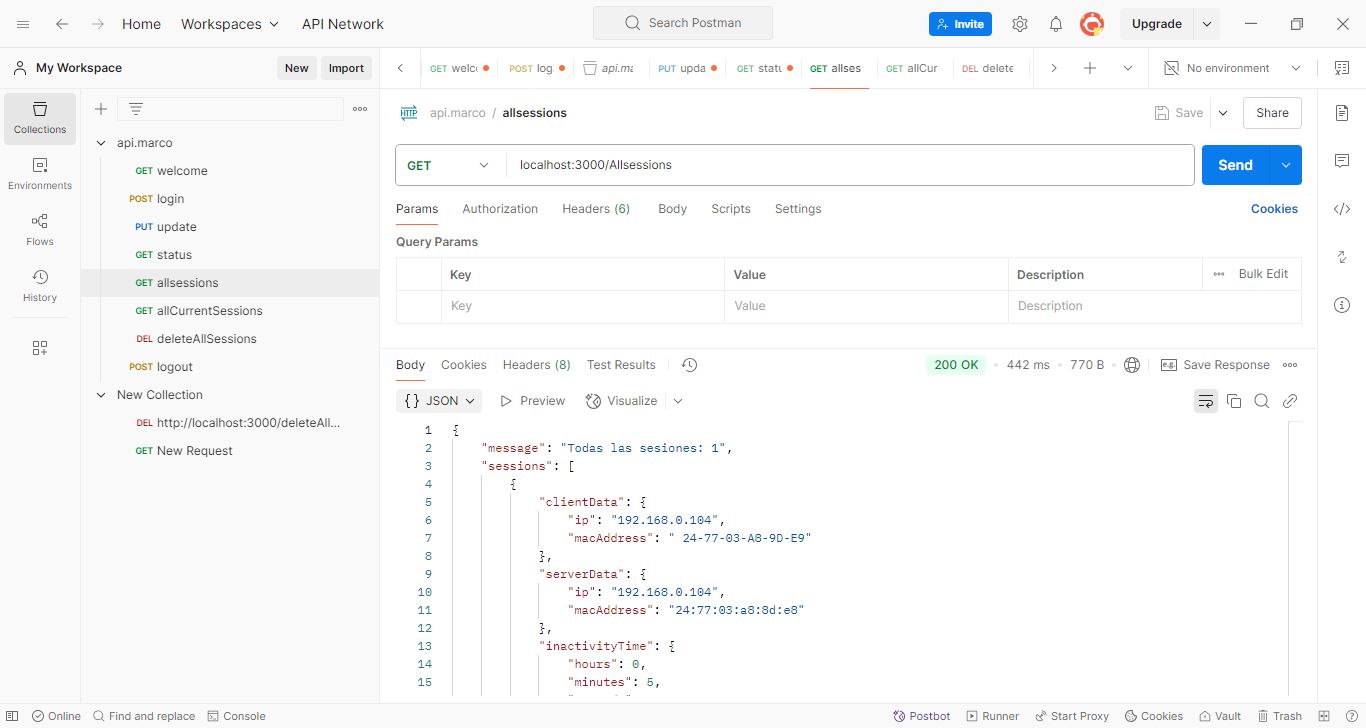 Home Workspaces API Network Search Postman Invite Upgrade
My Workspace New Import GET welc POST log api.ma PUT upda GET statu GET allses GET allCur DEL delete No environment
Collections
Environments
Flows
History
api.marco
GET welcome
POST login
PUT update
GET status
GET allsessions
GET allCurrentSessions
DEL deleteAllSessions
POST logout
New Collection
DEL http://localhost:3000/deleteAll...
GET New Request
HTTP api.marco / allsessions Save Share
GET localhost:3000/Allsessions Send
Params Authorization Headers (6) Body Scripts Settings Cookies
Query Params
Key Value Description Bulk Edit
Key Value Description
Body Cookies Headers (8) Test Results 200 OK 442 ms 770 B e.g. Save Response
{} JSON Preview Visualize
1 {
2 "message": "Todas las sesiones: 1",
3 "sessions": [
4 {
5 "clientData": {
6 "ip": "192.168.0.104",
7 "macAddress": " 24-77-03-A8-9D-E9"
8 },
9 "serverData": {
10 "ip": "192.168.0.104",
11 "macAddress": "24:77:03:a8:8d:e8"
12 },
13 "inactivityTime": {
14 "hours": 0,
15 "minutes": 5,
Online Find and replace Console Postbot Runner Start Proxy Cookies Vault Trash